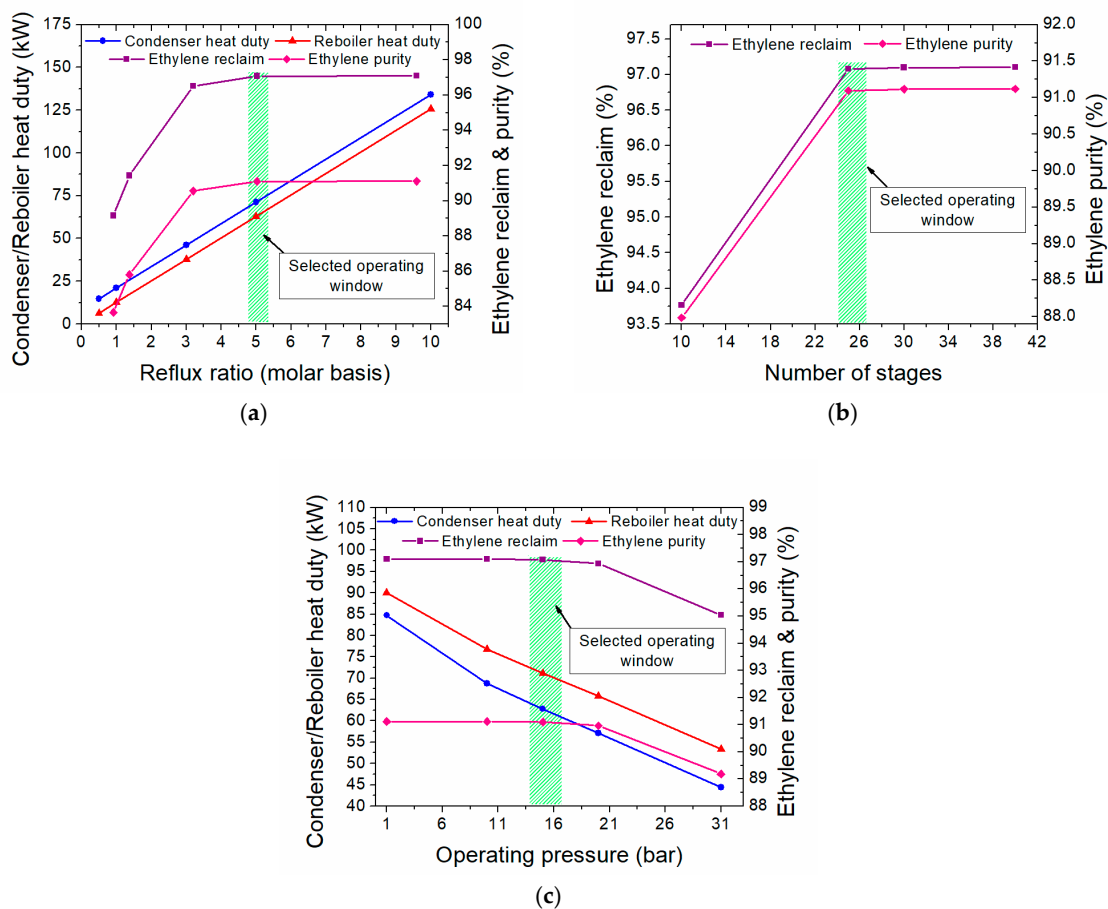 Condenser/Reboiler heat duty (kW)
175
150
125
100
75
50
25
0
Condenser heat duty
Reboiler heat duty
Ethylene reclaim
Ethylene purity
Selected operating
window
100
98
96
94
92
90
88
86
84
Ethylene reclaim & purity (%)
0 1 2 3 4 5 6 7 8 9 10
Reflux ratio (molar basis)
(a)
Ethylene reclaim (%)
97.5
97.0
96.5
96.0
95.5
95.0
94.5
94.0
93.5
Ethylene reclaim
Ethylene purity
Selected operating
window
92.0
91.5
91.0
90.5
90.0
89.5
89.0
88.5
88.0
Ethylene purity (%)
10 14 18 22 26 30 34 38 42
Number of stages
(b)
Condenser/Reboiler heat duty (kW)
110
105
100
95
90
85
80
75
70
65
60
55
50
45
40
Condenser heat duty
Reboiler heat duty
Ethylene reclaim
Ethylene purity
Selected operating
window
99
98
97
96
95
94
93
92
91
90
89
88
Ethylene reclaim & purity (%)
1 6 11 16 21 26 31
Operating pressure (bar)
(c)